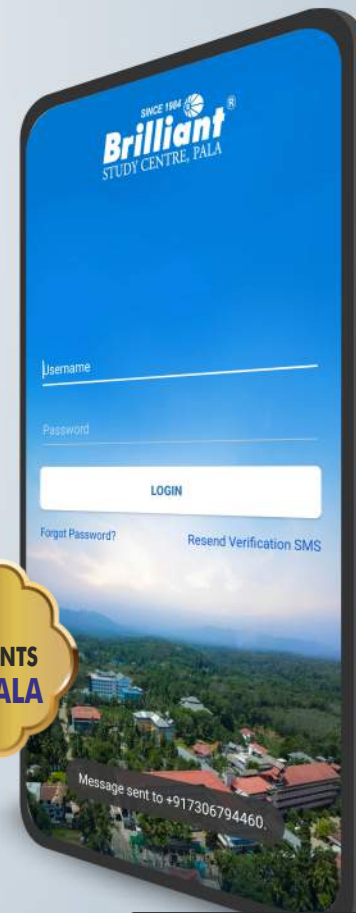 SINCE 1984
Brilliant®
STUDY CENTRE, PALA
Username
Password
LOGIN
Forgot Password?
Resend Verification SMS
NTS
ALA
Message sent to +917306794460.